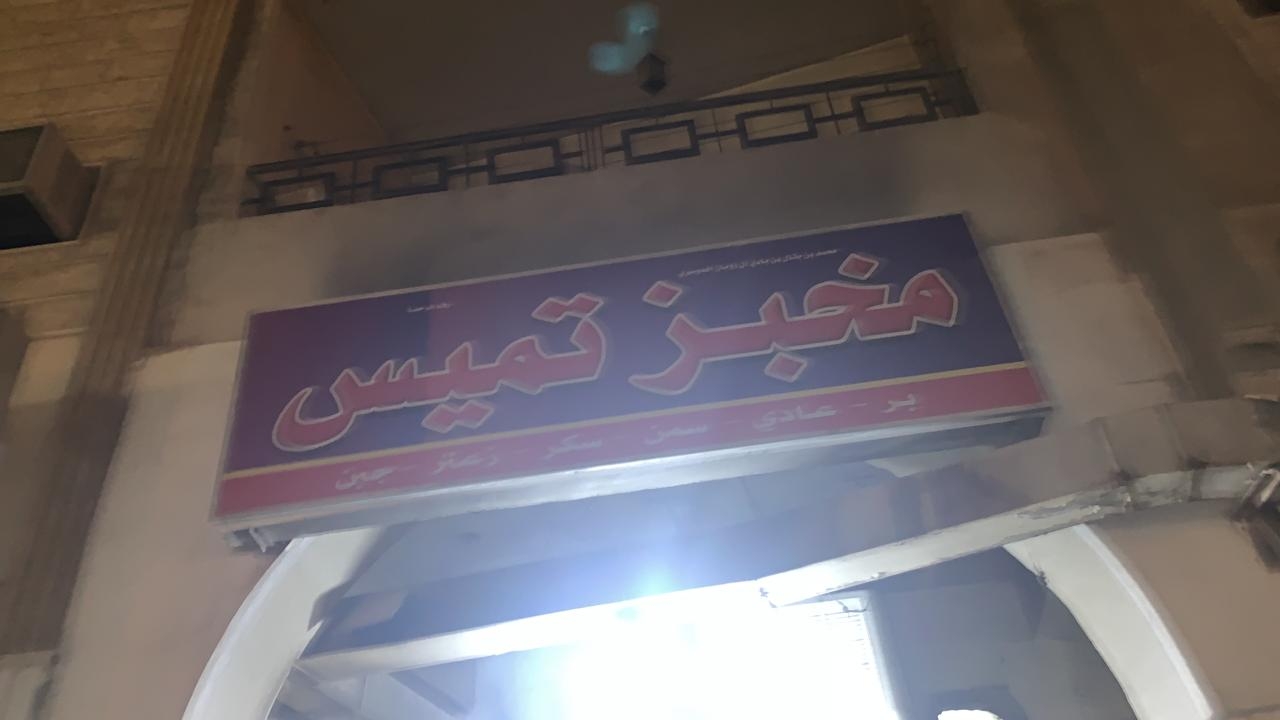 مخبز تميس
بر - عادي - سمن - سكر - زعتر - جبن